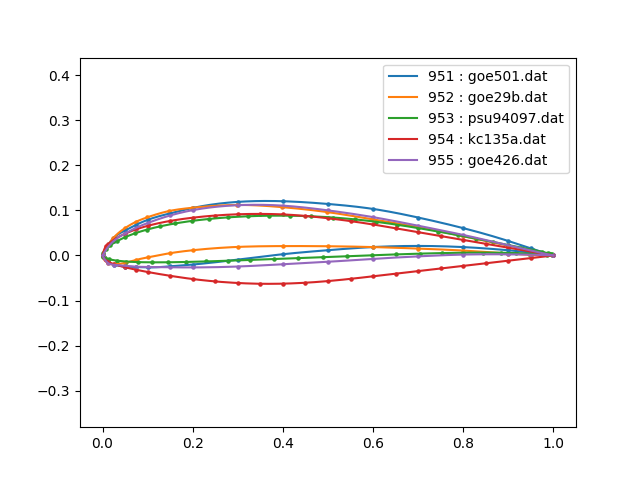 0.4
0.3
0.2
0.1
0.0
−0.1
−0.2
−0.3
0.0 0.2 0.4 0.6 0.8 1.0
951 : goe501.dat
952 : goe29b.dat
953 : psu94097.dat
954 : kc135a.dat
955 : goe426.dat